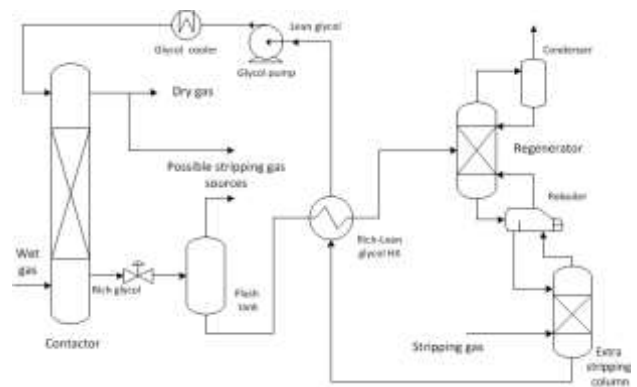 Glycol cooler
Lean glycol
Glycol pump
Condenser
Dry gas
Regenerator
Possible stripping gas
sources
Reboiler
Wet
gas
Rich glycol
Flash
tank
Rich-Lean
glycol HX
Contactor
Stripping gas
Extra
stripping
column